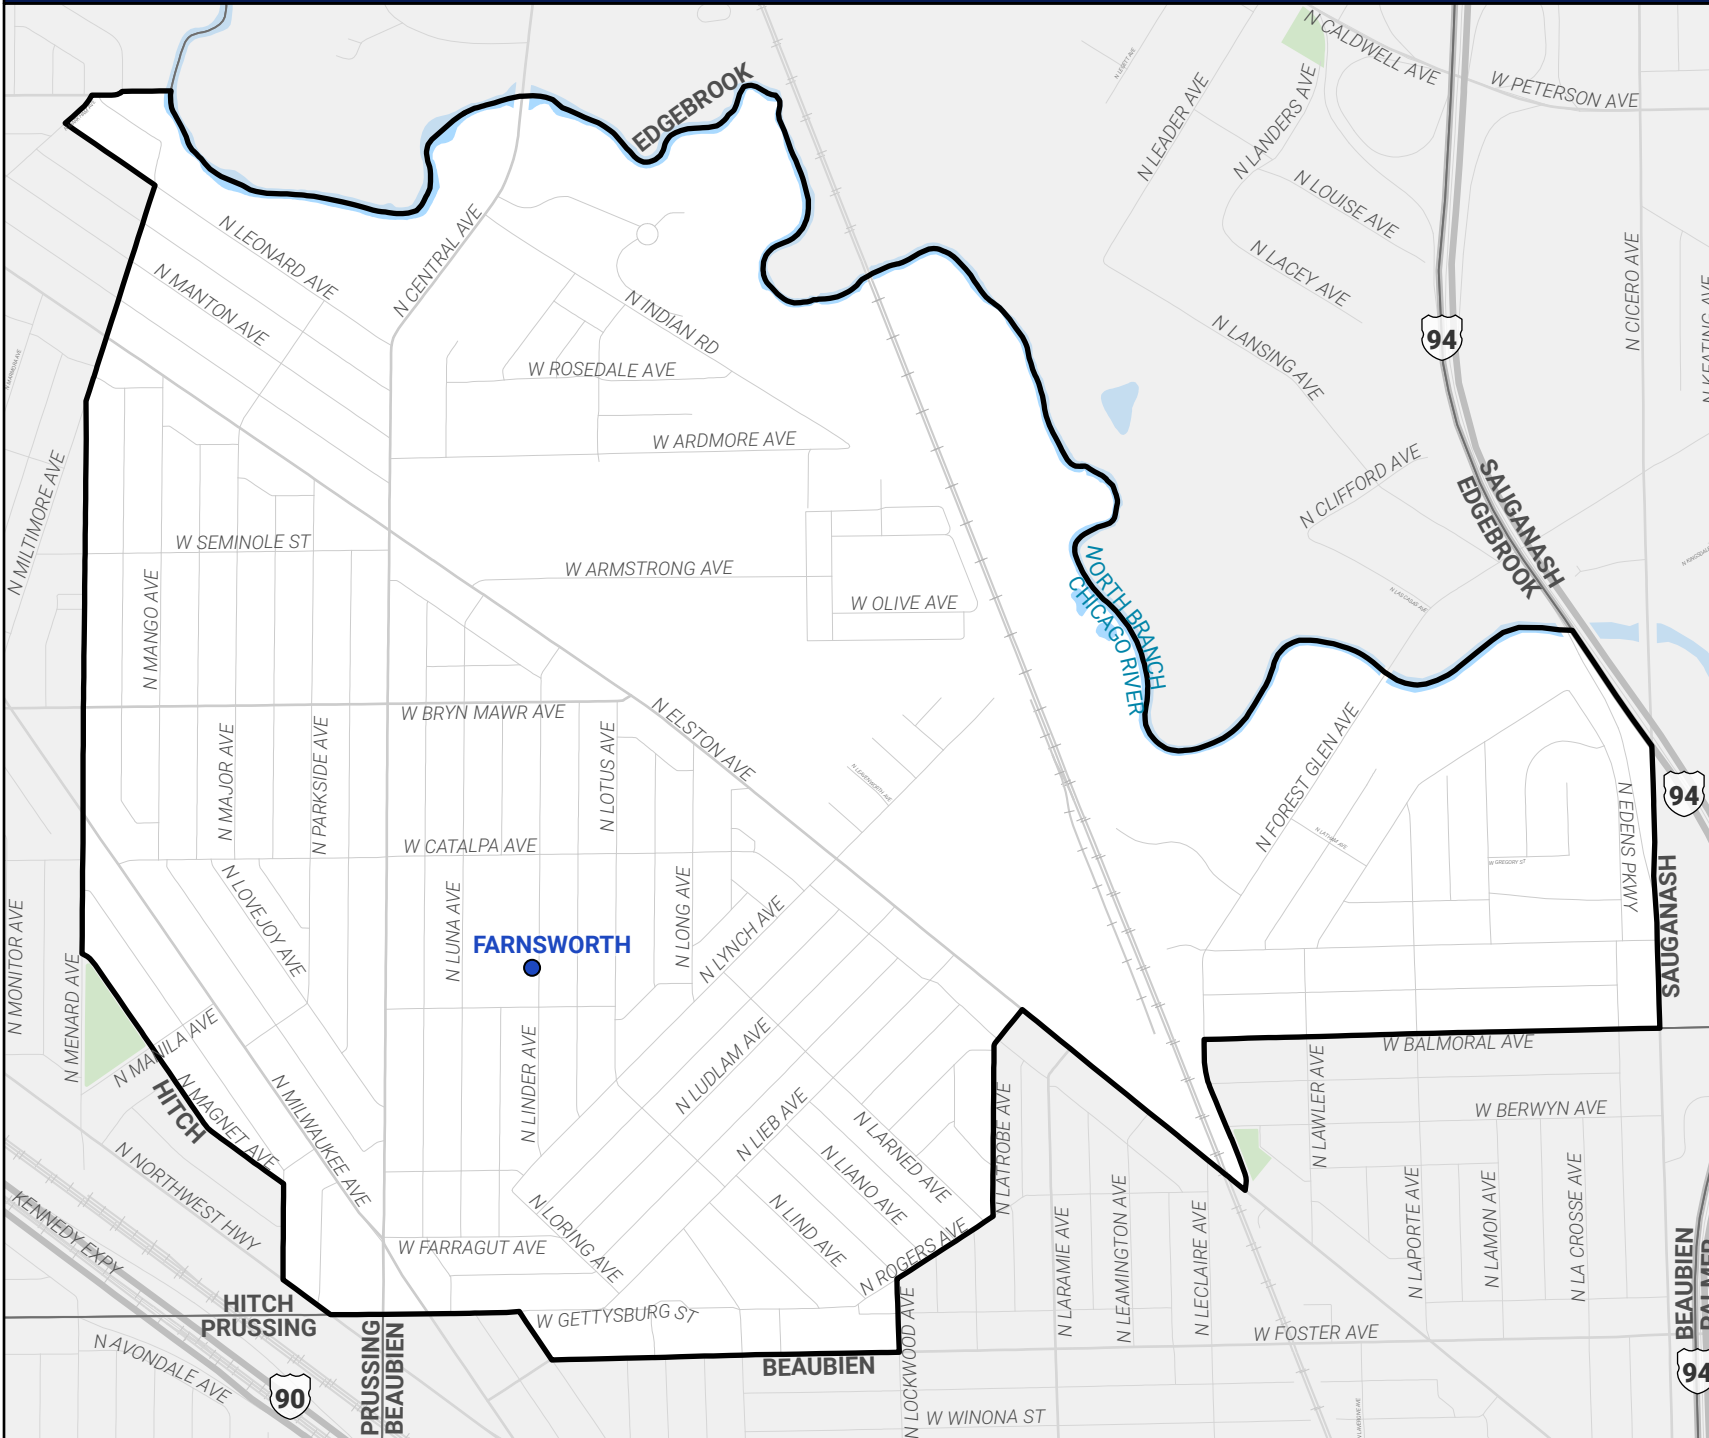 N CALDWELL AVE
W PETERSON AVE
EDGEBROOK
N LEADER AVE
N LANDERS AVE
N LOUISE AVE
N LEONARD AVE
N CENTRAL AVE
N LACEY AVE
N CICERO AVE
N KEATING AVE
N MANTON AVE
N INDIAN RD
N LANSING AVE
94
W ROSEDALE AVE
W ARDMORE AVE
N MILTIMORE AVE
N CLIFFORD AVE
SAUGANASH
EDGEBROOK
W SEMINOLE ST
W ARMSTRONG AVE
W OLIVE AVE
NORTH BRANCH
CHICAGO RIVER
N MANGO AVE
W BRYN MAWR AVE
N ELSTON AVE
N FOREST GLEN AVE
N MAJOR AVE
N PARKSIDE AVE
N LOTUS AVE
N LEAVENWORTH AVE
94
N EDENS PKWY
W CATALPA AVE
W GREGORY ST
N LOVEJOY AVE
N LUNA AVE
N LONG AVE
N LYNCH AVE
SAUGANASH
FARNSWORTH
N MONITOR AVE
N MENARD AVE
N MANILA AVE
W BALMORAL AVE
HITCH
N MAGNET AVE
N MILWAUKEE AVE
N LINDER AVE
N LUDLAM AVE
N LIEB AVE
N LARNED AVE
N LATROBE AVE
N LAWLER AVE
W BERWYN AVE
N NORTHWEST HWY
N LIANO AVE
N LIND AVE
N LORING AVE
N ROGERS AVE
KENNEDY EXPY
W FARRAGUT AVE
N LARAMIE AVE
N LEAMINGTON AVE
N LECLAIRE AVE
N LAPORTE AVE
N LAMON AVE
N LA CROSSE AVE
HITCH
PRUSSING
W GETTYSBURG ST
W FOSTER AVE
BEAUBIEN
PALMER
N AVONDALE AVE
PRUSSING
BEAUBIEN
BEAUBIEN
N LOCKWOOD AVE
90
94
W WINONA ST